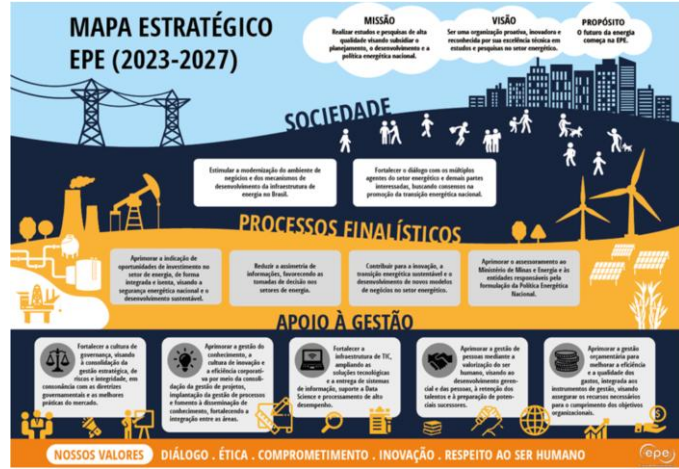 MAPA ESTRATÉGICO
EPE (2023-2027)
MISSÃO
Realizar estudos e pesquisas de alta
qualidade visando subsidiar o
planejamento, o desenvolvimento e a
política energética nacional.
VISÃO
Ser uma organização proativa, inovadora e
reconhecida por sua excelência técnica em
estudos e pesquisas no setor energético.
PROPÓSITO
O futuro da energia
começa na EPE.
SOCIEDADE
Estimular a modernização do ambiente de
negócios e dos mecanismos de
desenvolvimento da infraestrutura de
energia no Brasil.
Fortalecer o diálogo com os múltiplos
agentes do setor energético e demais partes
interessadas, buscando consensos na
promoção da transição energética nacional.
PROCESSOS FINALÍSTICOS
Aprimorar a indicação de
oportunidades de investimento no
setor de energia, de forma
integrada e isenta, visando a
segurança energética nacional e o
desenvolvimento sustentável.
Reduzir a assimetria de
informações, favorecendo as
tomadas de decisão nos
setores de energia.
Contribuir para a inovação, a
transição energética sustentável e o
desenvolvimento de novos modelos
de negócios no setor energético.
Aprimorar o assessoramento ao
Ministério de Minas e Energia e às
entidades responsáveis pela
formulação da Política Energética
Nacional.
APOIO À GESTÃO
Fortalecer a cultura de
governança, visando
à consolidação da
gestão estratégica, de
riscos e integridade, em
consonância com as diretrizes
governamentais e as melhores
práticas do mercado.
Aprimorar a gestão do
conhecimento, a
cultura de inovação e
a eficiência corporati-
va por meio da consoli-
dação da gestão de projetos,
implantação da gestão de processos
e fomento à disseminação de
conhecimento, fortalecendo a
integração entre as áreas.
Fortalecer a
infraestrutura de TIC,
ampliando as
soluções tecnológicas
e a entrega de sistemas
de informação, suporte a Data
Science e processamento de alto
desempenho.
Aprimorar a gestão de
pessoas mediante a
valorização do ser
humano, visando ao
desenvolvimento geren-
cial e das pessoas, à retenção dos
talentos e à preparação de poten-
ciais sucessores.
Aprimorar a gestão
orçamentária para
melhorar a eficiência
e a qualidade dos
gastos, integrada aos
instrumentos de gestão, visando
assegurar os recursos necessários
para o cumprimento dos objetivos
organizacionais.
NOSSOS VALORES DIÁLOGO . ÉTICA . COMPROMETIMENTO . INOVAÇÃO . RESPEITO AO SER HUMANO
epe